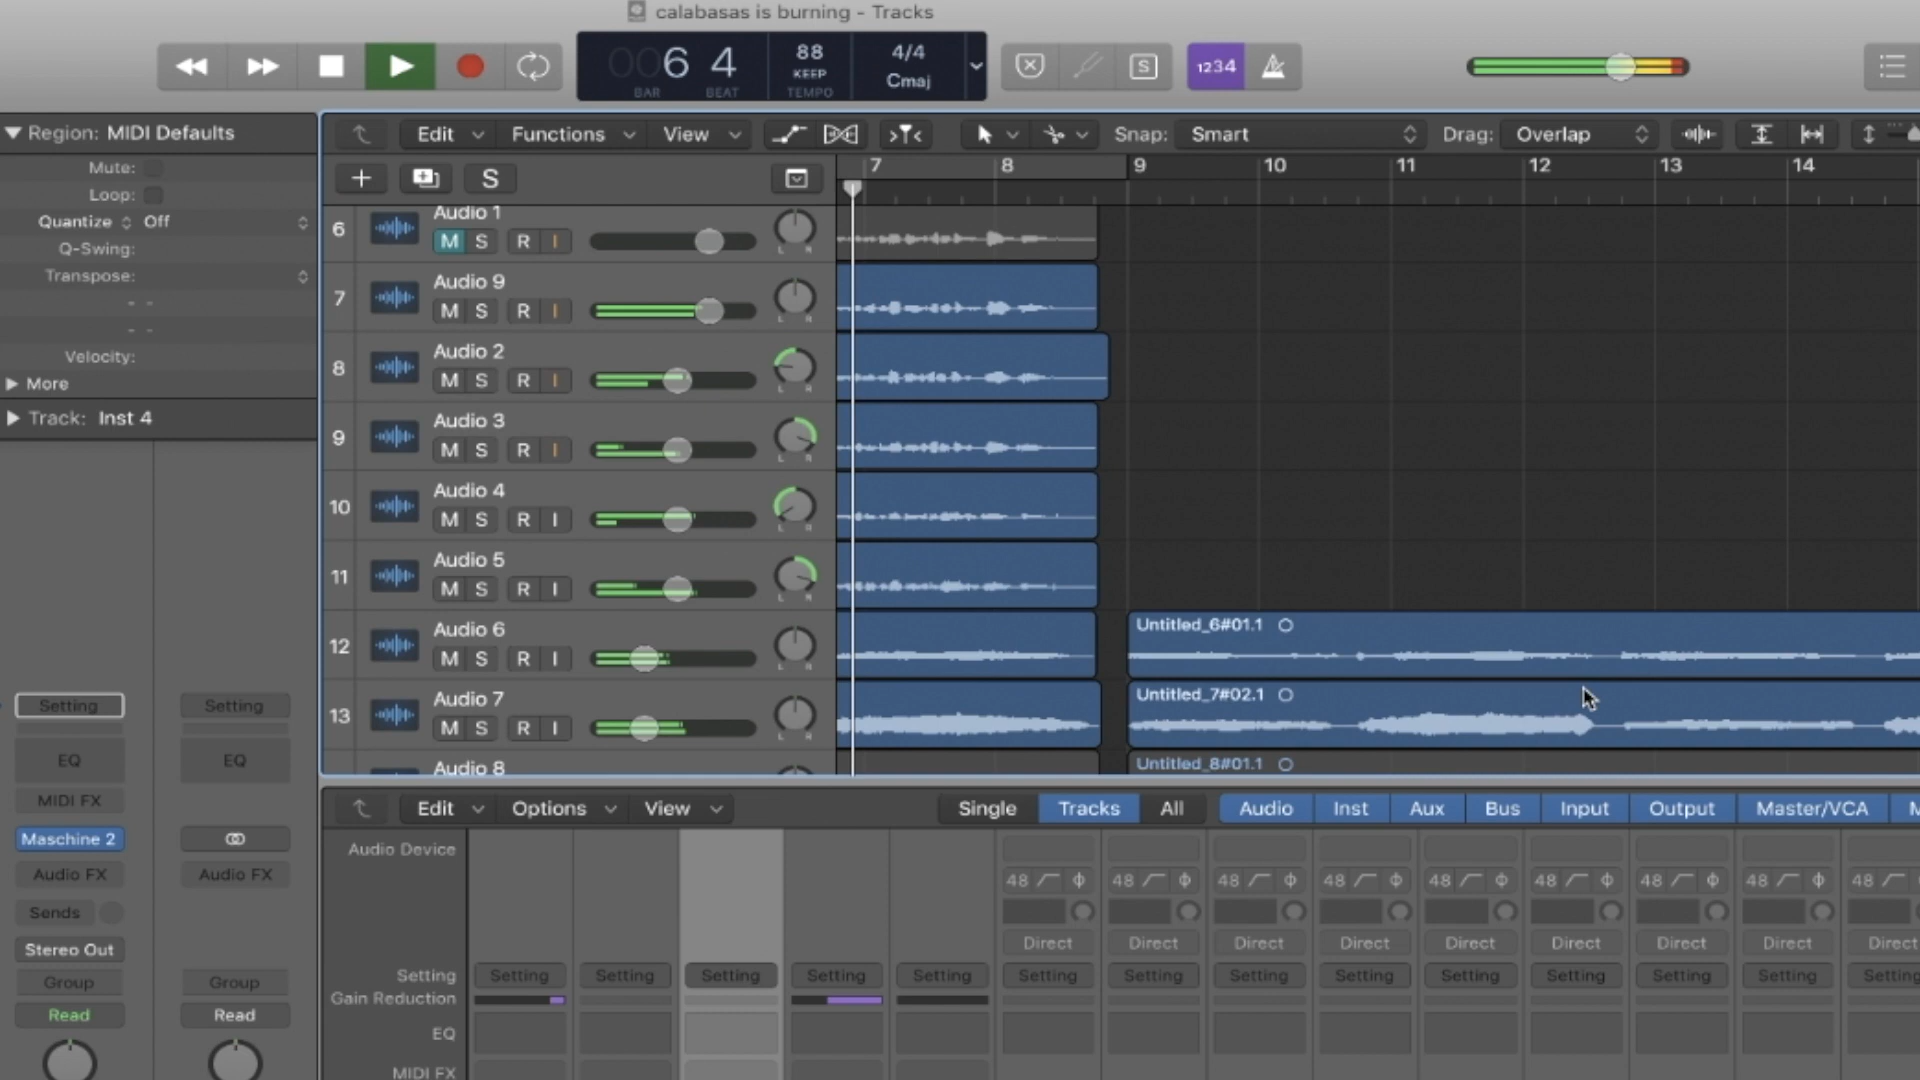 calabasas is burning - Tracks
006 4 88 4/4
KEEP Cmaj
BAR BEAT TEMPO
S 1234
Region: MIDI Defaults
Edit Functions View Snap: Smart Drag: Overlap
Mute:
Loop:
Quantize Off
Q-Swing:
Transpose:
- -
- -
Velocity:
More
Track: Inst 4
+ S 7 8 9 10 11 12 13 14
6 Audio 1
M S R I L R
7 Audio 9
M S R I L R
8 Audio 2
M S R I L R
9 Audio 3
M S R I L R
10 Audio 4
M S R I L R
11 Audio 5
M S R I L R
12 Audio 6 Untitled_6#01.1
M S R I L R
13 Audio 7 Untitled_7#02.1
M S R I L R
Audio 8 Untitled_8#01.1
Setting Setting
EQ EQ
MIDI FX
Maschine 2
Audio FX Audio FX
Sends
Stereo Out
Group Group
Read Read
Edit Options View Single Tracks All Audio Inst Aux Bus Input Output Master/VCA M
Audio Device
48 48 48 48 48 48 48 48 48
Direct Direct Direct Direct Direct Direct Direct Direct Direct
Setting Setting Setting Setting Setting Setting Setting Setting Setting Setting Setting Setting Setting Setting Setting
Gain Reduction
EQ
MIDI FX